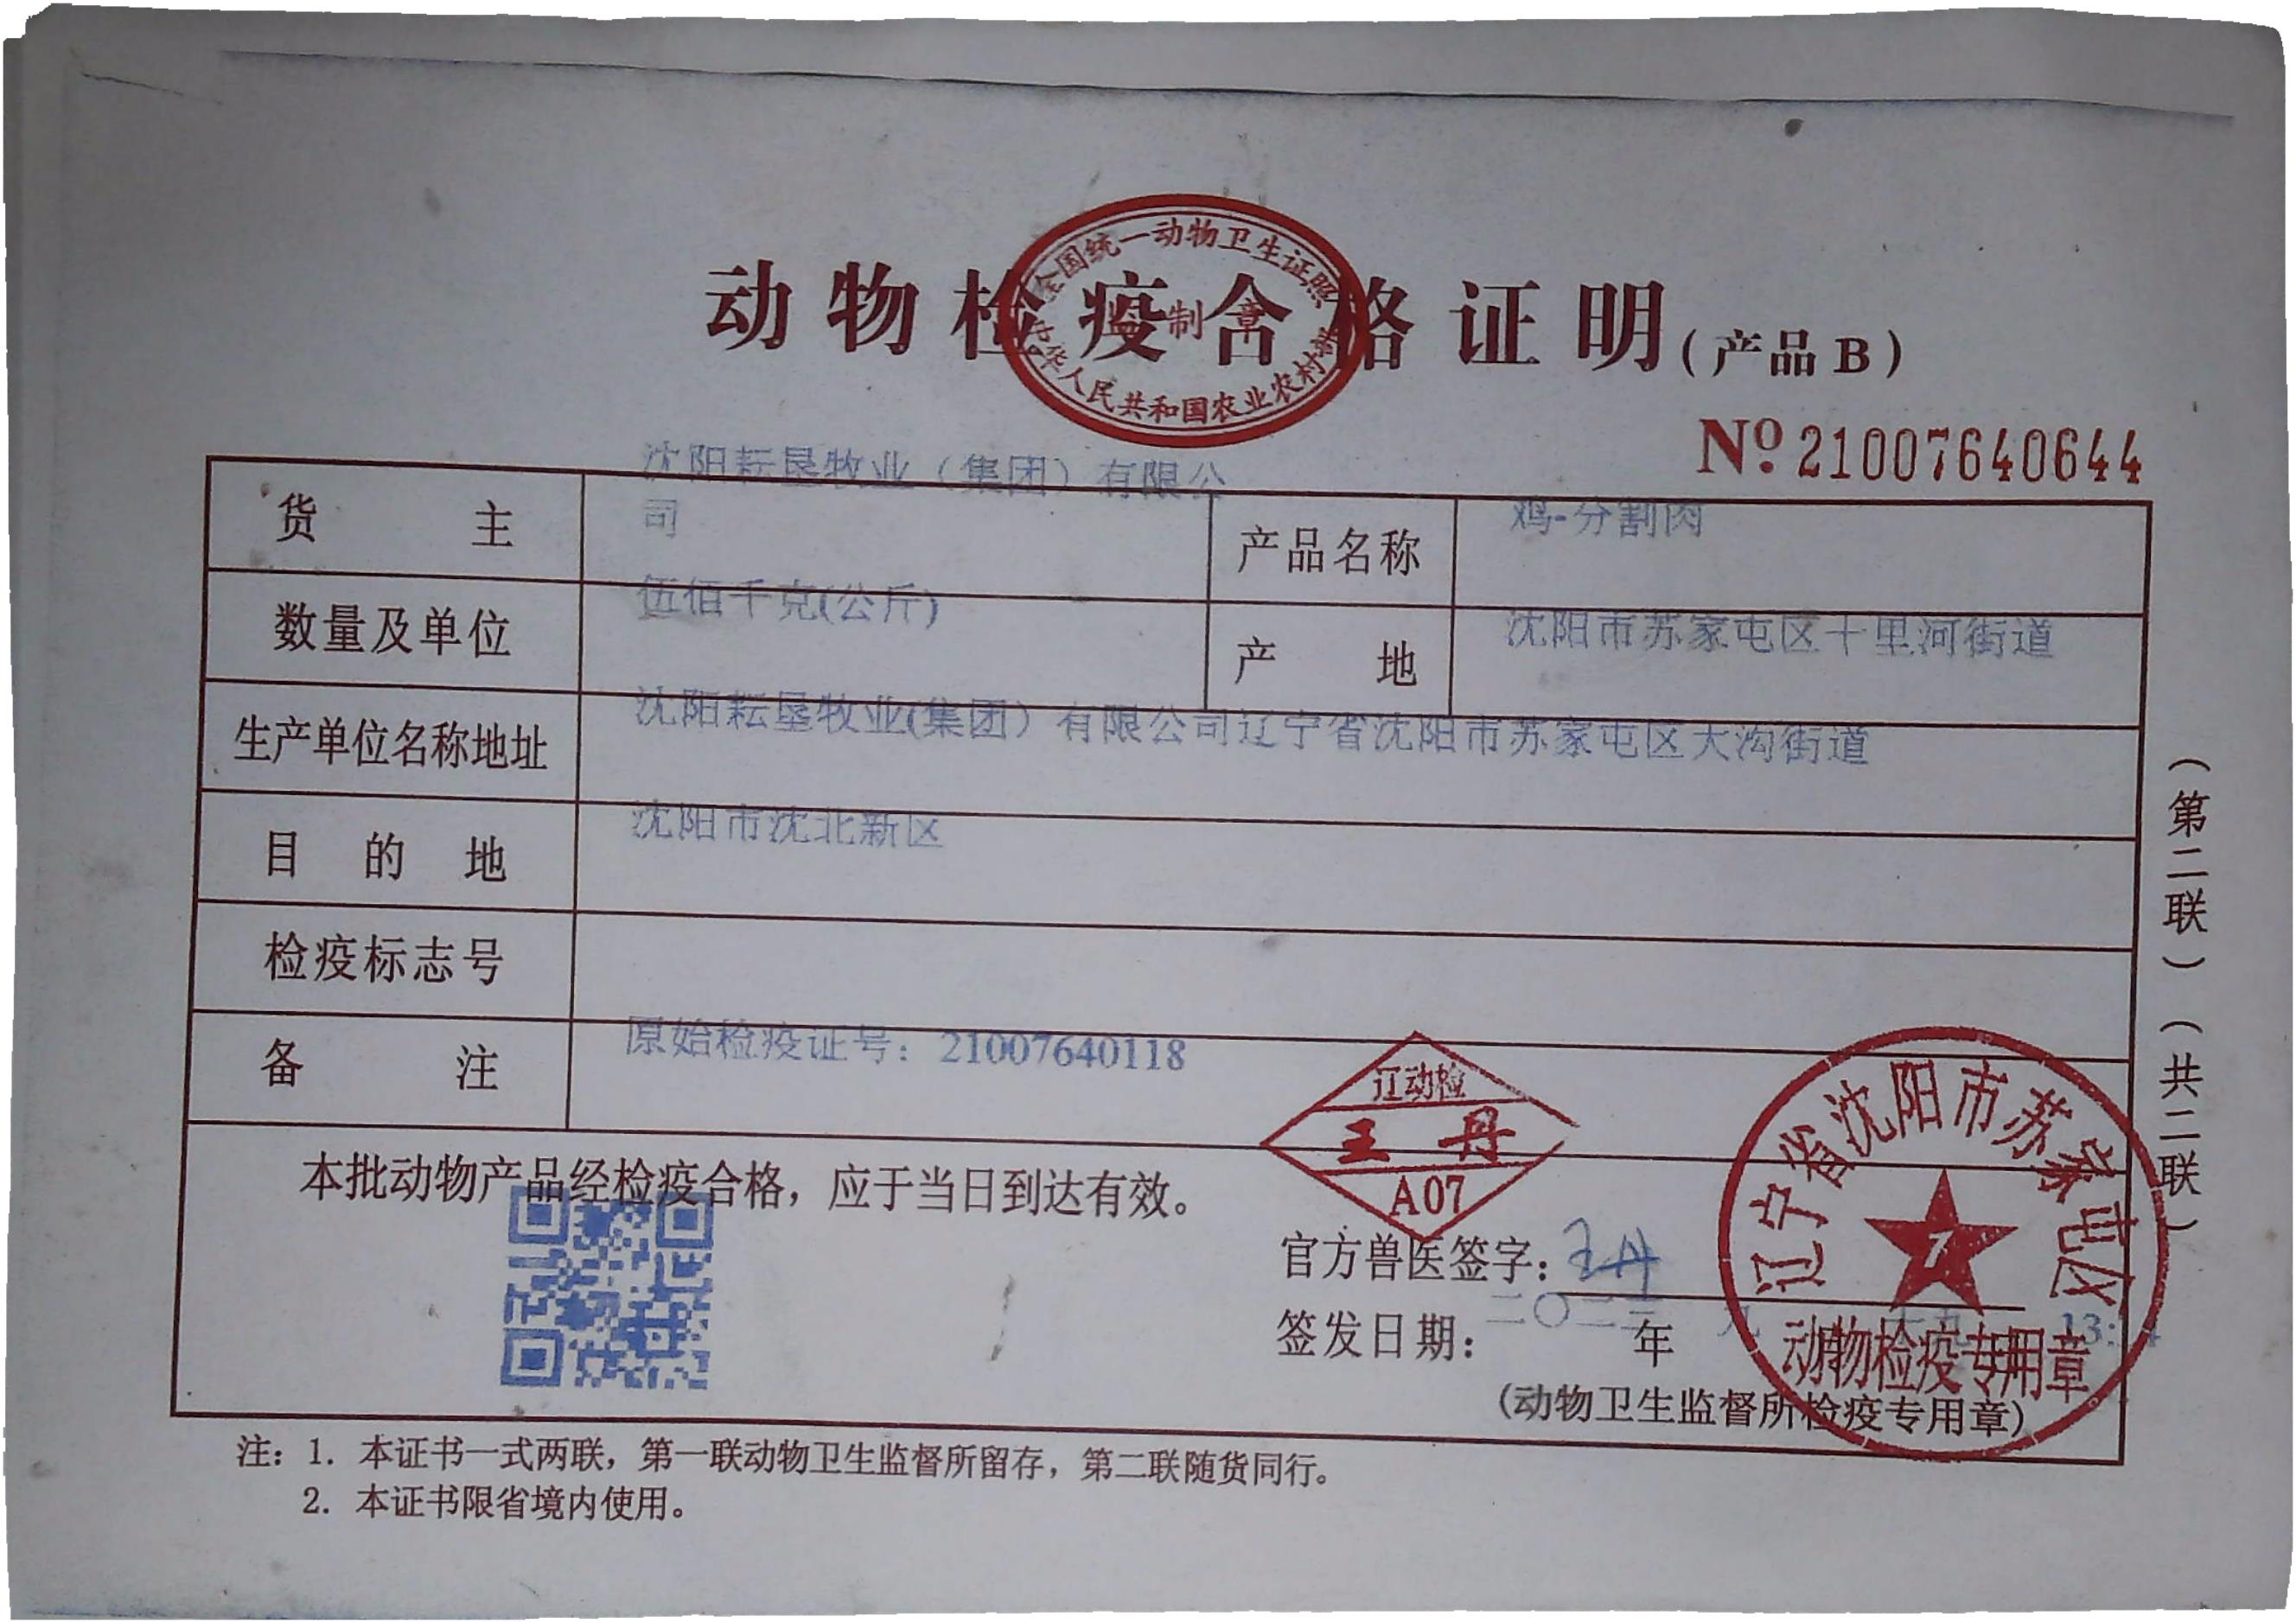 全国统一动物卫生证照
制章
中华人民共和国农业农村部
动物检疫合格证明(产品B)
№ 21007640644
货主
沈阳耘垦牧业（集团）有限公
司
产品名称
鸡-分割肉
数量及单位
伍佰千克(公斤)
产地
沈阳市苏家屯区十里河街道
生产单位名称地址
沈阳耘垦牧业(集团）有限公司辽宁省沈阳市苏家屯区大沟街道
目的地
沈阳市沈北新区
检疫标志号
备注
原始检疫证号：21007640118
本批动物产品经检疫合格，应于当日到达有效。
辽动检
王丹
A07
官方兽医签字：王丹
签发日期： 年
辽宁省沈阳市苏家屯区
1
动物检疫专用章
(动物卫生监督所检疫专用章)
(第二联)(共二联)
注：1. 本证书一式两联，第一联动物卫生监督所留存，第二联随货同行。
2. 本证书限省境内使用。